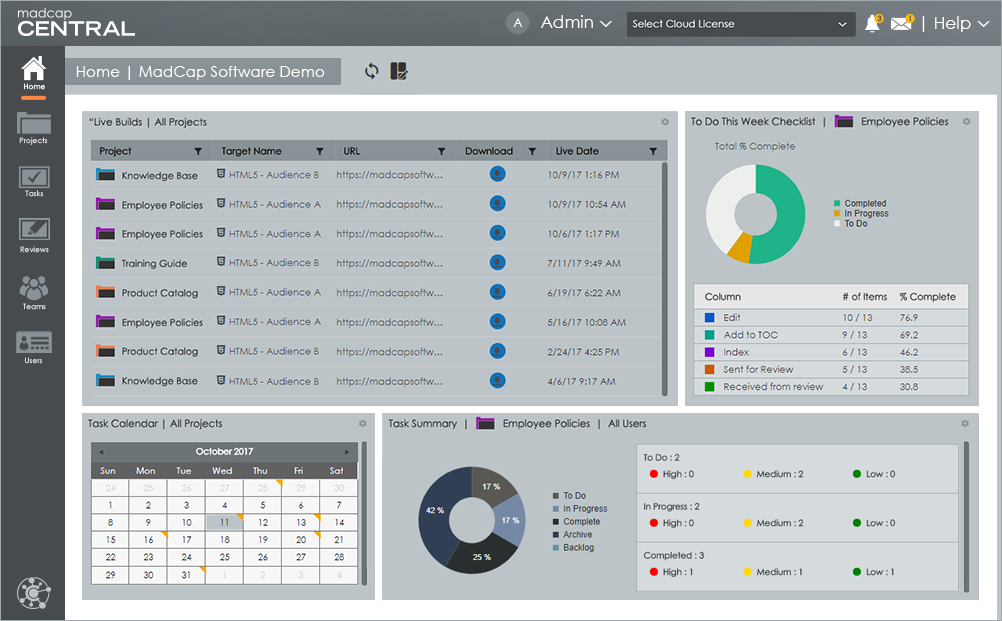 madcap
CENTRAL
A Admin Select Cloud License 3 1 | Help
Home
Projects
Tasks
Reviews
Teams
Users
Home | MadCap Software Demo
"Live Builds | All Projects
Project Target Name URL Download Live Date
Knowledge Base HTML5 - Audience B https://madcapsoftw... 10/9/17 1:16 PM
Employee Policies HTML5 - Audience A https://madcapsoftw... 10/9/17 10:54 AM
Employee Policies HTML5 - Audience B https://madcapsoftw... 10/6/17 1:17 PM
Training Guide HTML5 - Audience B https://madcapsoftw... 7/11/17 9:49 AM
Product Catalog HTML5 - Audience A https://madcapsoftw... 6/19/17 6:22 AM
Employee Policies HTML5 - Audience A https://madcapsoftw... 5/16/17 10:08 AM
Product Catalog HTML5 - Audience B https://madcapsoftw... 2/24/17 4:25 PM
Knowledge Base HTML5 - Audience B https://madcapsoftw... 4/6/17 9:17 AM
To Do This Week Checklist | Employee Policies
Total % Complete
Completed
In Progress
To Do
Column # of Items % Complete
Edit 10 / 13 76.9
Add to TOC 9 / 13 69.2
Index 6 / 13 46.2
Sent for Review 5 / 13 38.5
Received from review 4 / 13 30.8
Task Calendar | All Projects
October 2017
Sun Mon Tue Wed Thu Fri Sat
24 25 26 27 28 29 30
1 2 3 4 5 6 7
8 9 10 11 12 13 14
15 16 17 18 19 20 21
22 23 24 25 26 27 28
29 30 31 1 2 3 4
Task Summary | Employee Policies | All Users
17 %
17 %
25 %
42 %
To Do
In Progress
Complete
Archive
Backlog
To Do : 2
High : 0 Medium : 2 Low : 0
In Progress : 2
High : 0 Medium : 2 Low : 0
Completed : 3
High : 1 Medium : 1 Low : 1